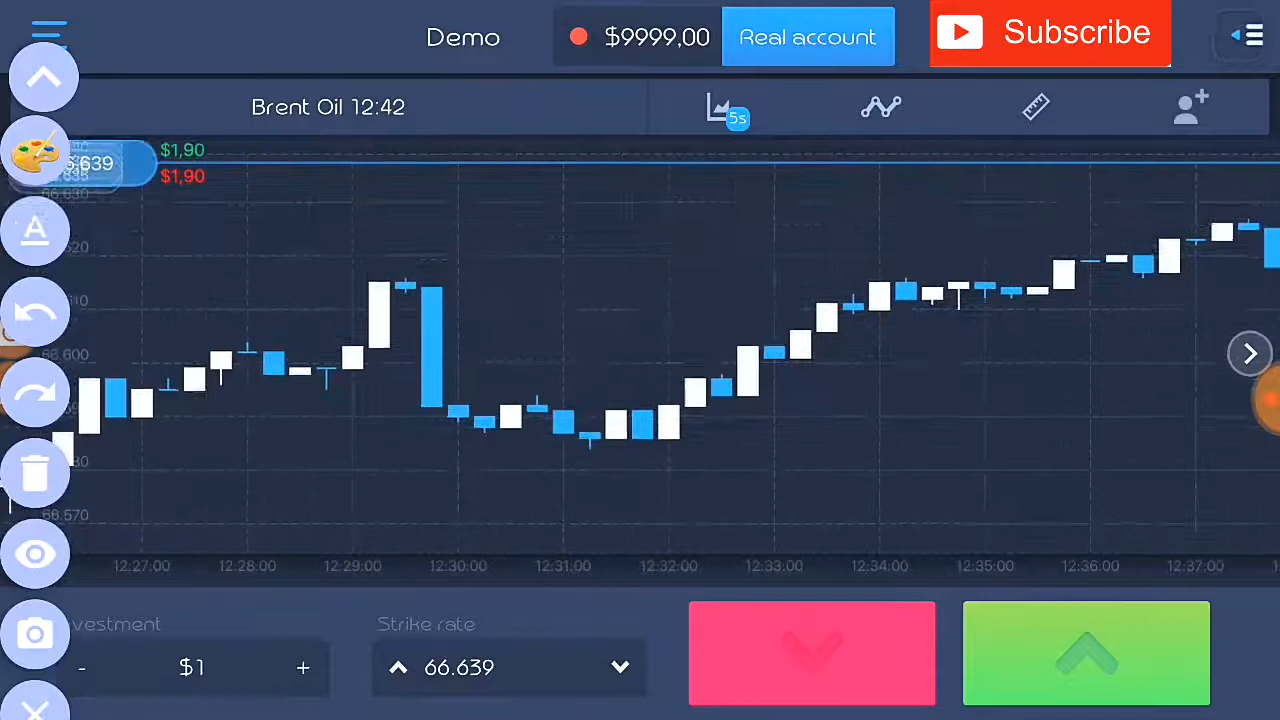 Demo
$9999,00
Real account
Subscribe
Brent Oil 12:42
5s
$1,90
$1,90
66.630
66.600
66.570
12:27:00 12:28:00 12:29:00 12:30:00 12:31:00 12:32:00 12:33:00 12:34:00 12:35:00 12:36:00 12:37:00
vestment
Strike rate
- $1 +
66.639
A